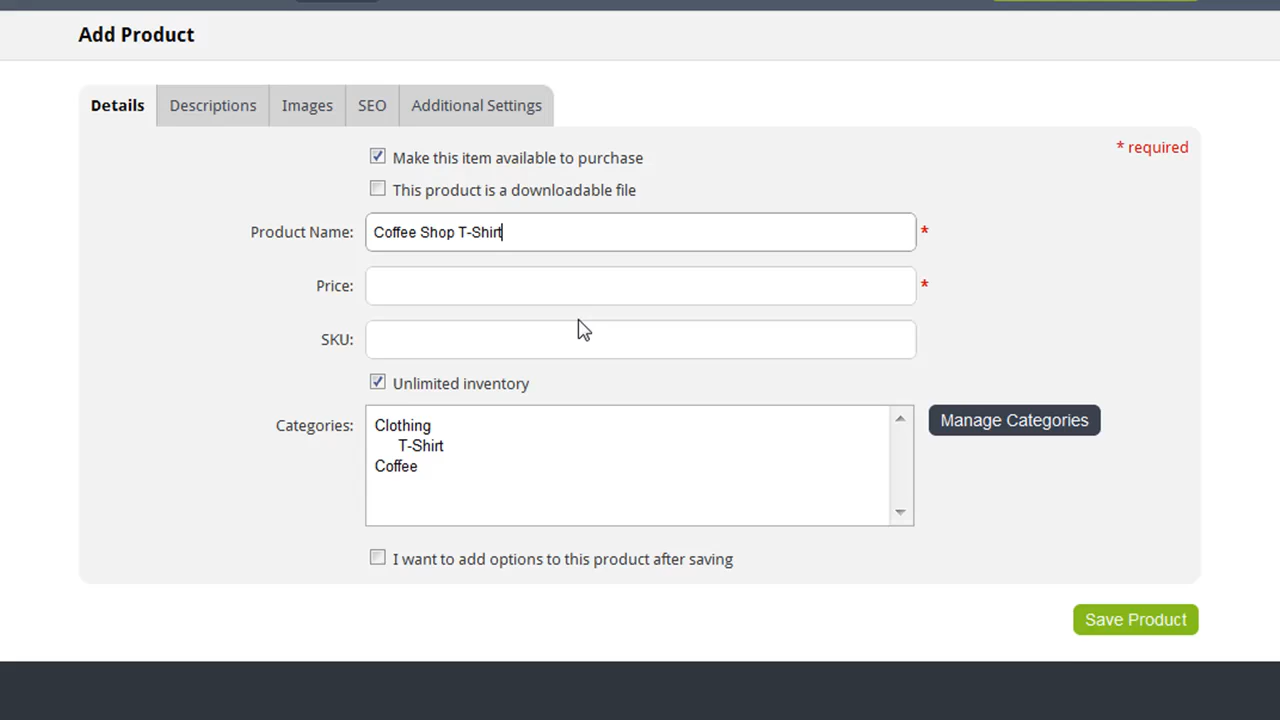 Add Product
Details Descriptions Images SEO Additional Settings
* required
Make this item available to purchase
This product is a downloadable file
Product Name: Coffee Shop T-Shirt *
Price: *
SKU:
Unlimited inventory
Categories: Clothing Manage Categories
T-Shirt
Coffee
I want to add options to this product after saving
Save Product